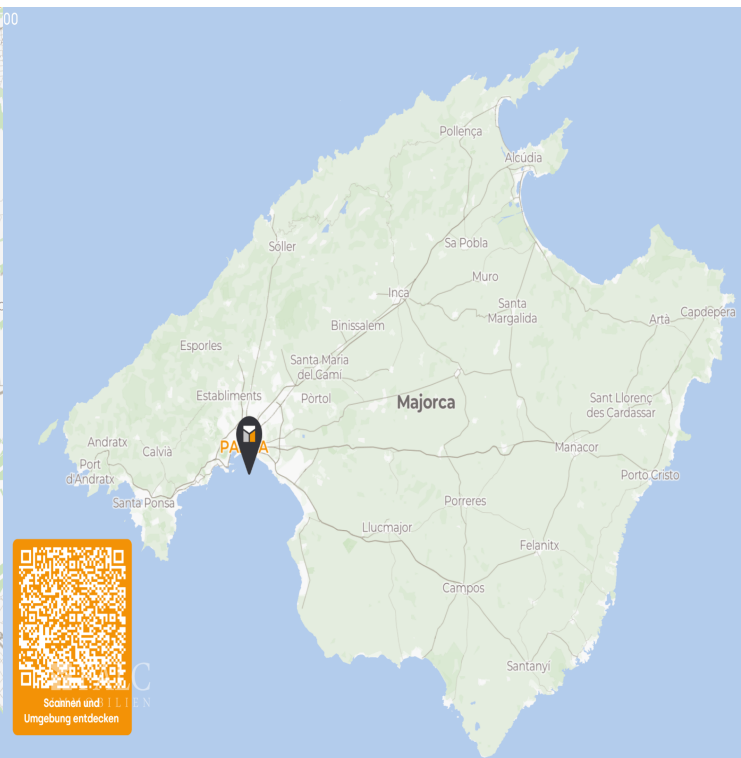 00
Pollença
Alcúdia
Sóller
Sa Pobla
Muro
Inca
Santa
Margalida
Binissalem
Artà
Capdepera
Esporles
Santa Maria
del Camí
Establiments
Pòrtol
Majorca
Sant Llorenç
des Cardassar
Andratx
Calvià
Manacor
Port
d'Andratx
Porto Cristo
Santa Ponsa
Porreres
Llucmajor
Felanitx
Campos
Santanyí
Scannen und
Umgebung entdecken